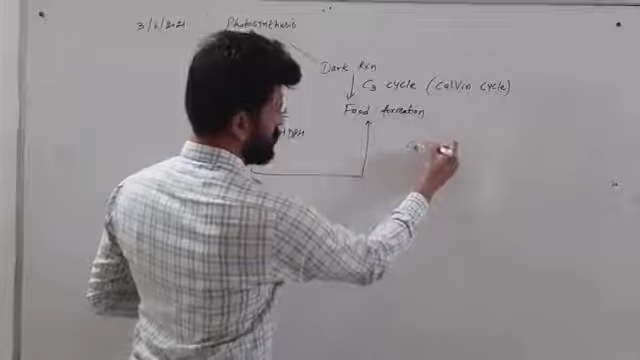 3/6/2021 Photosynthesis
Dark Rxn
C3 cycle (Calvin cycle)
Food formation